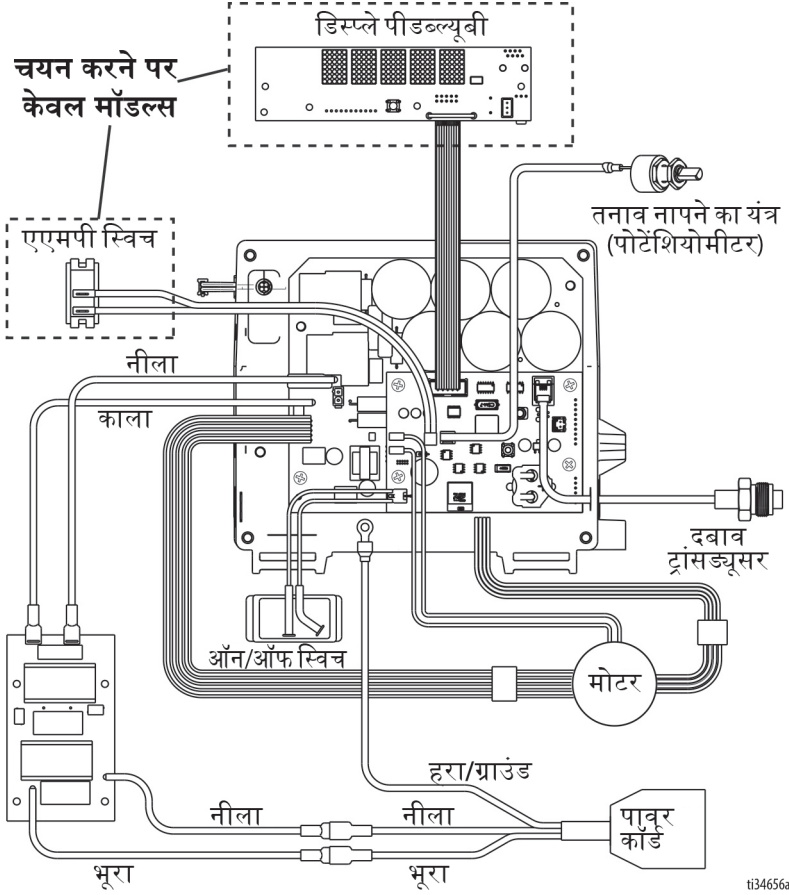 डिस्प्ले पीडब्ल्यूबी
चयन करने पर
केवल मॉडल्स
तनाव नापने का यंत्र
(पोटेंशियोमीटर)
एएमपी स्विच
नीला
काला
दबाव
ट्रांसड्यूसर
ऑन/ऑफ स्विच
मोटर
हरा/ग्राउंड
नीला
नीला
पावर
कॉर्ड
भूरा
भूरा
ti34656a